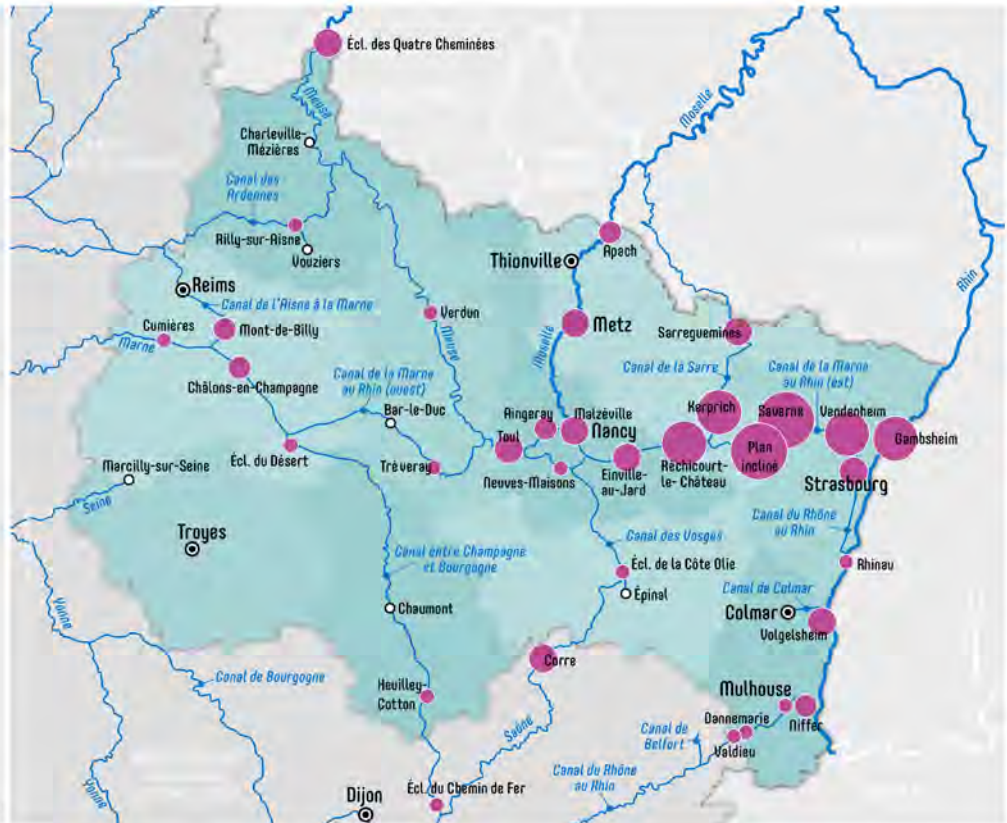 Écl. des Quatre Cheminées
Meuse
Charleville-
Mézières
Moselle
Canal des
Ardennes
Rilly-sur-Aisne
Vouziers
Apach
Thionville
Rhin
Reims
Canal de l'Aisne à la Marne
Cumières
Mont-de-Billy
Marne
Verdun
Meuse
Moselle
Metz
Sarreguemines
Châlons-en-Champagne
Canal de la Marne
au Rhin (ouest)
Canal de la Sarre
Canal de la Marne
au Rhin (est)
Bar-le-Duc
Aingeray
Malzéville
Nancy
Kerprich
Saverne
Vendenheim
Gambsheim
Toul
Plan
incliné
Écl. du Désert
Tréveray
Neuves-Maisons
Einville-
au-Jard
Réchicourt-
le- Château
Strasbourg
Marcilly-sur-Seine
Seine
Troyes
Canal des Vosges
Canal du Rhône
au Rhin
Canal entre Champagne
et Bourgogne
Écl. de la Côte Olie
Rhinau
Épinal
Canal de Colmar
Chaumont
Colmar
Volgelsheim
Yonne
Corre
Canal de Bourgogne
Heuilley-
Cotton
Mulhouse
Niffer
Dannemarie
Valdieu
Saône
Canal de
Belfort
Canal du Rhône
au Rhin
Yonne
Écl. du Chemin de Fer
Dijon